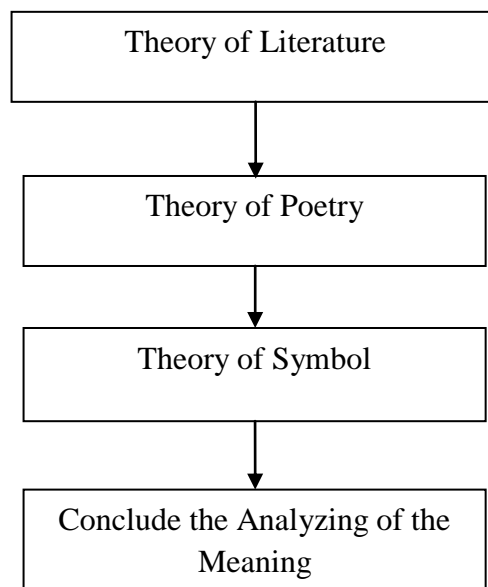 Theory of Literature
Theory of Poetry
Theory of Symbol
Conclude the Analyzing of the
Meaning